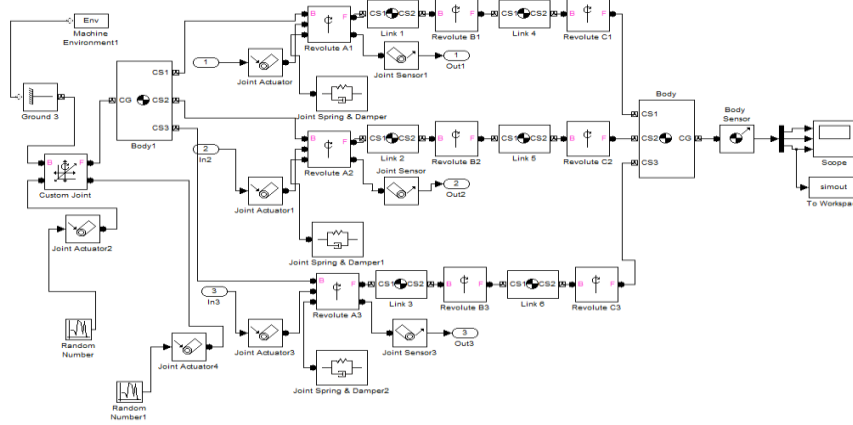 Env
Machine
Environment1
Ground 3
B F
Custom Joint
Joint Actuator2
Random
Number
Random
Number1
Joint Actuator4
CS1
CG CS2
CS3
Body1
1
Joint Actuator
B F
Revolute A1
Joint Spring & Damper
CS1 CS2
Link 1
B F
Revolute B1
CS1 CS2
Link 4
B F
Revolute C1
Joint Sensor1
1
Out1
2
In2
Joint Actuator1
B F
Revolute A2
Joint Spring & Damper1
CS1 CS2
Link 2
B F
Revolute B2
CS1 CS2
Link 5
B F
Revolute C2
Joint Sensor
2
Out2
3
In3
Joint Actuator3
B F
Revolute A3
Joint Spring & Damper2
CS1 CS2
Link 3
B F
Revolute B3
CS1 CS2
Link 6
B F
Revolute C3
Joint Sensor3
3
Out3
Body
CS1
CS2 CG
CS3
Body
Sensor
Scope
simout
To Workspa